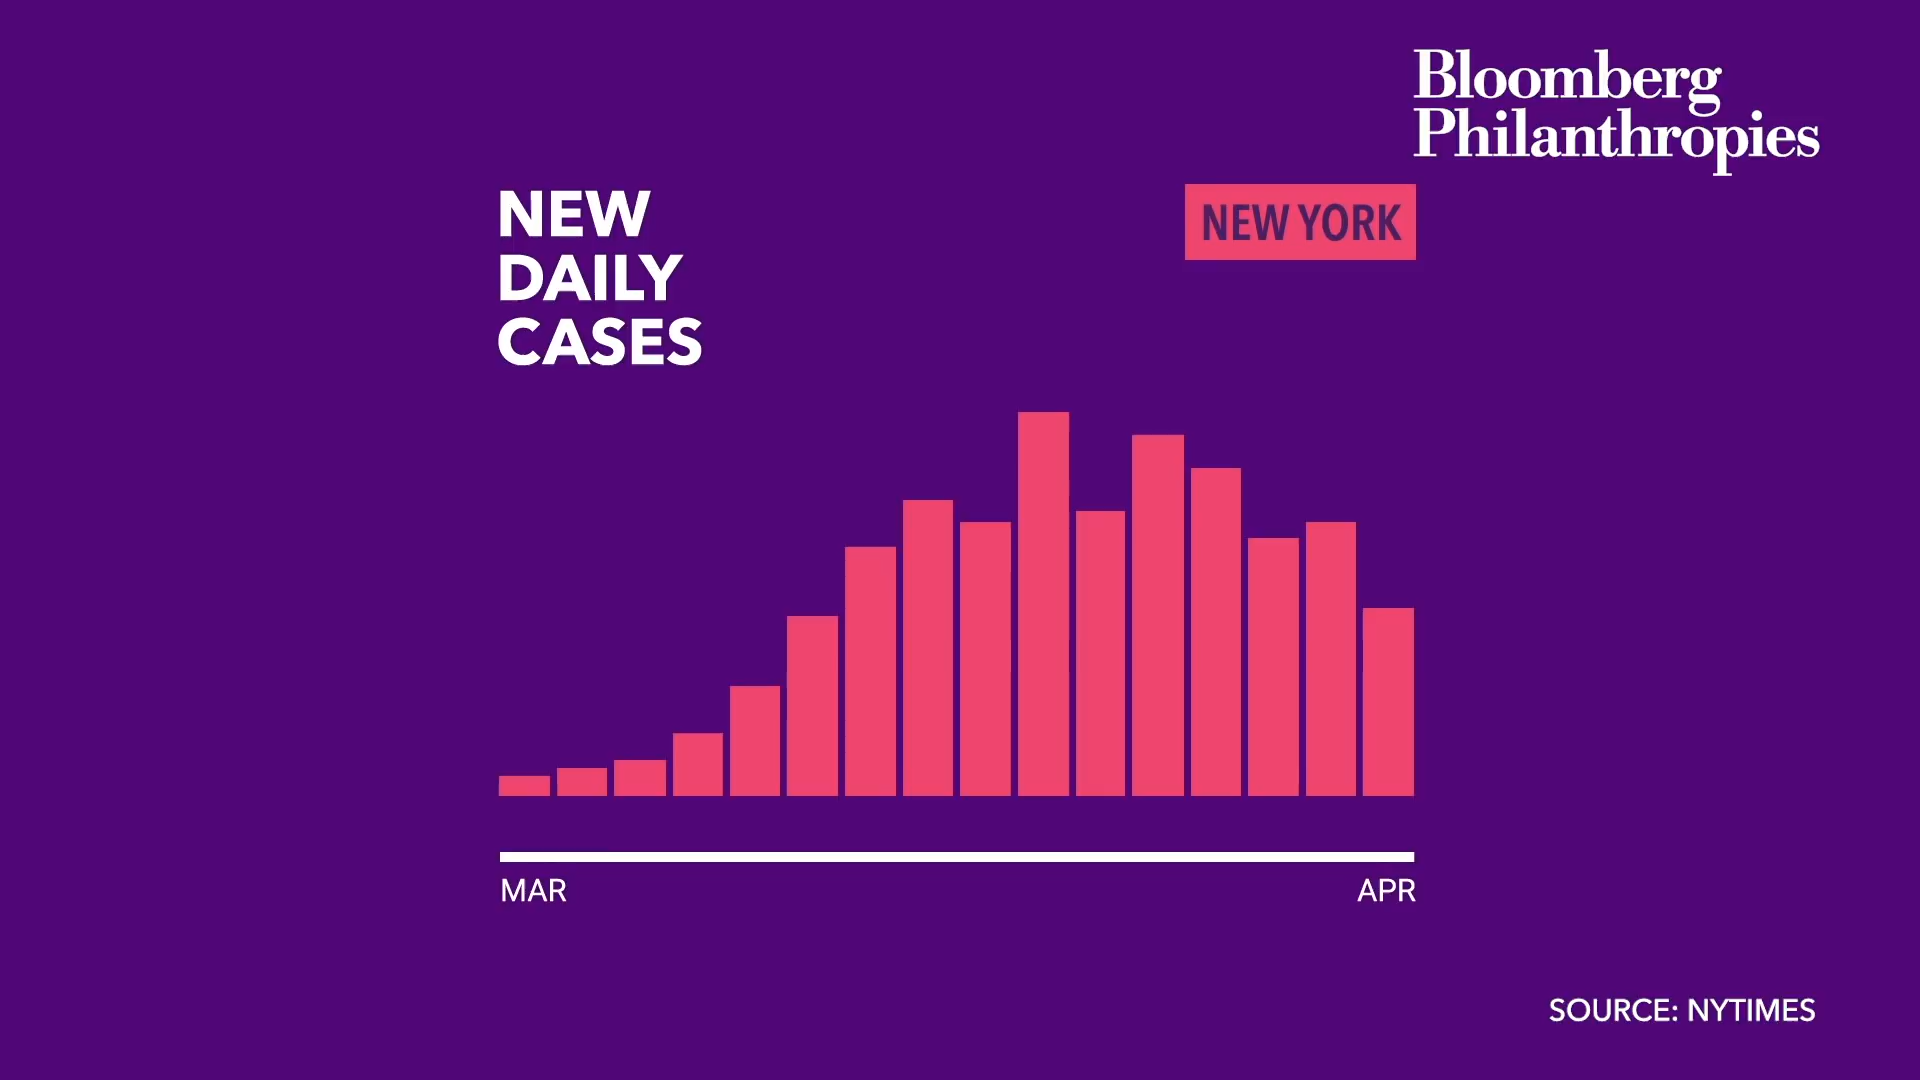 Bloomberg
Philanthropies
NEW
DAILY
CASES
NEW YORK
MAR
APR
SOURCE: NYTIMES